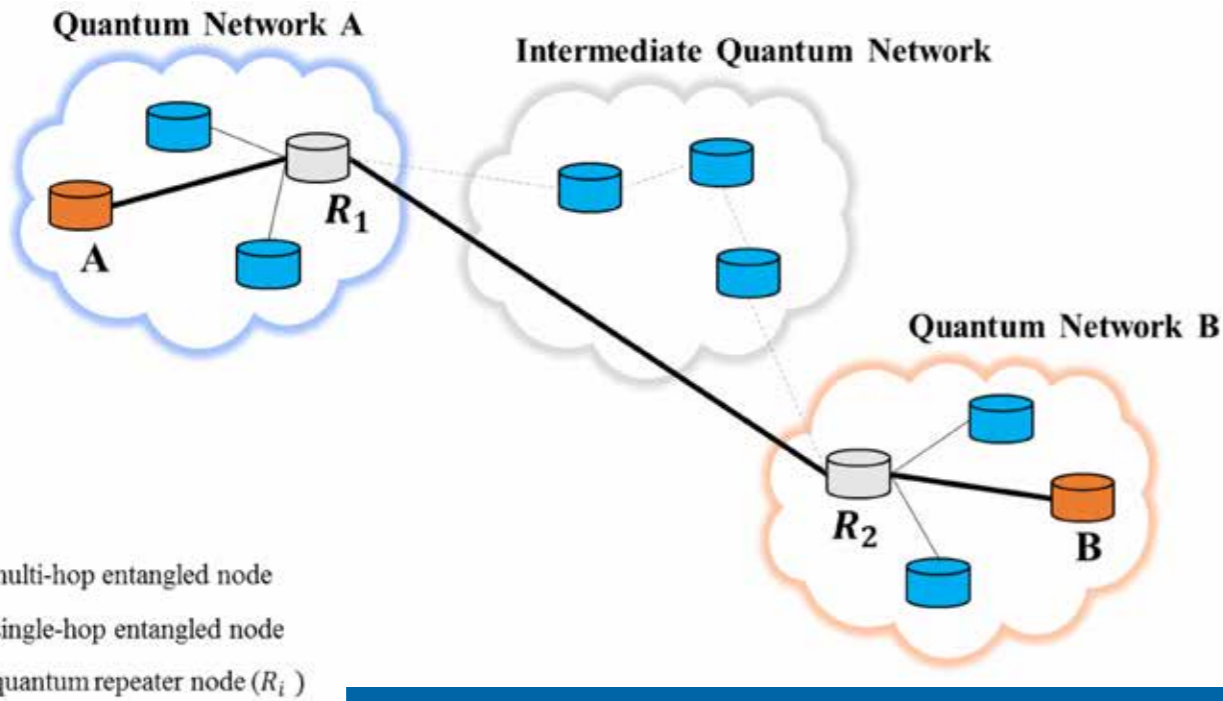 Quantum Network A
Intermediate Quantum Network
R₁
A
Quantum Network B
R₂
B
multi-hop entangled node
single-hop entangled node
quantum repeater node (Rᵢ )